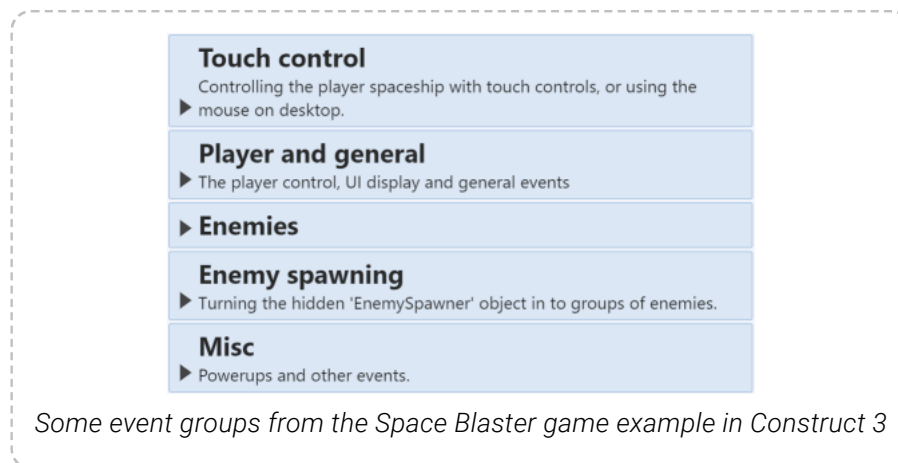 Touch control
Controlling the player spaceship with touch controls, or using the
mouse on desktop.
Player and general
The player control, UI display and general events
Enemies
Enemy spawning
Turning the hidden 'EnemySpawner' object in to groups of enemies.
Misc
Powerups and other events.
Some event groups from the Space Blaster game example in Construct 3